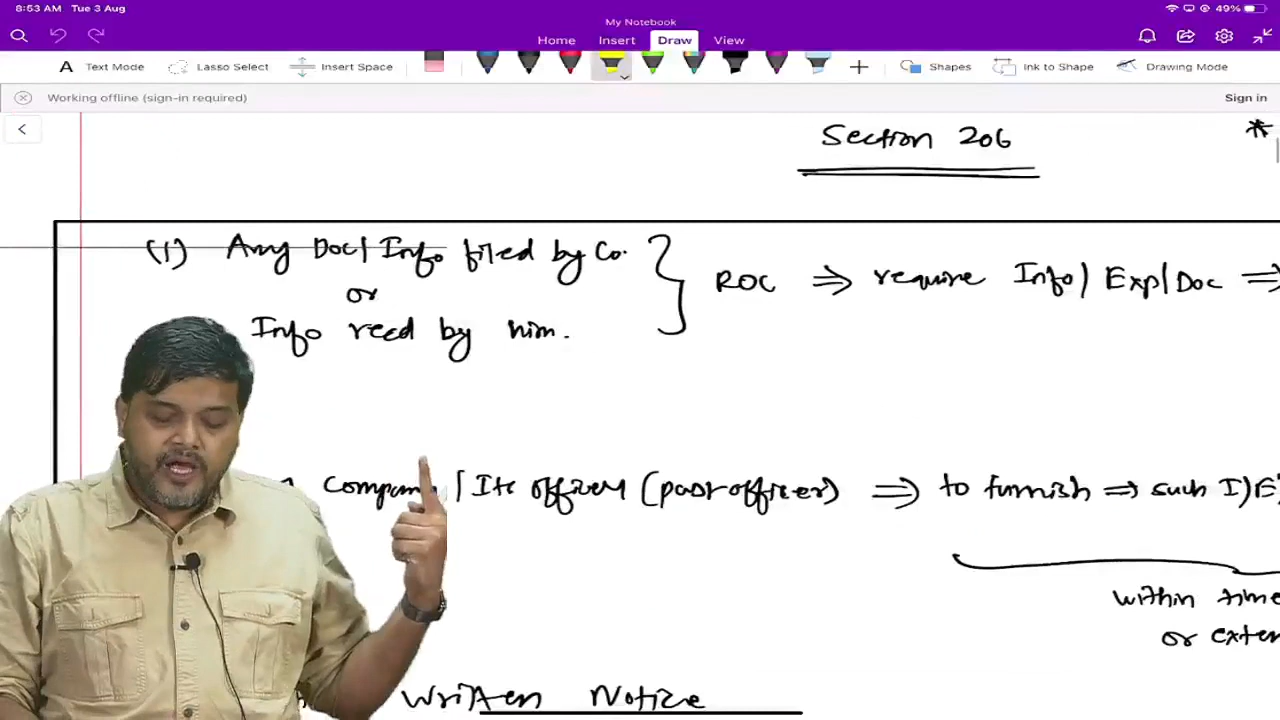 8:53 AM Tue 3 Aug
49%
My Notebook
Home Insert Draw View
Text Mode Lasso Select Insert Space Shapes Ink to Shape Drawing Mode
Working offline (sign-in required) Sign in
Section 206 *
(1) Any Doc/Info filed by Co. } ROC ⇒ require Info/Exp/Doc ⇒
or
Info recd by him.
Company / Its officer (past officer) ⇒ to furnish ⇒ such I/E
within time
or exten
Written Notice